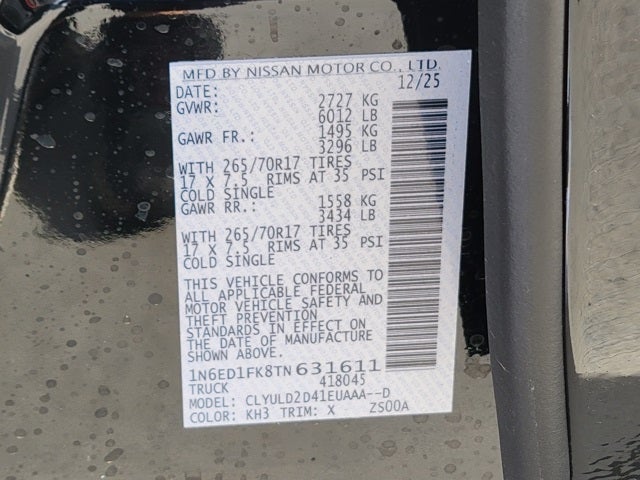 MFD BY NISSAN MOTOR CO., LTD.
DATE: 12/25
GVWR: 2727 KG
6012 LB
GAWR FR.: 1495 KG
3296 LB
WITH 265/70R17 TIRES
17 X 7.5 RIMS AT 35 PSI
COLD SINGLE
GAWR RR.: 1558 KG
3434 LB
WITH 265/70R17 TIRES
17 X 7.5 RIMS AT 35 PSI
COLD SINGLE
THIS VEHICLE CONFORMS TO
ALL APPLICABLE FEDERAL
MOTOR VEHICLE SAFETY AND
THEFT PREVENTION
STANDARDS IN EFFECT ON
THE DATE OF MANUFACTURE
SHOWN ABOVE.
1N6ED1FK8TN631611
TRUCK 418045
MODEL: CLYULD2D41EUAAA--D
COLOR: KH3 TRIM: X ZS00A